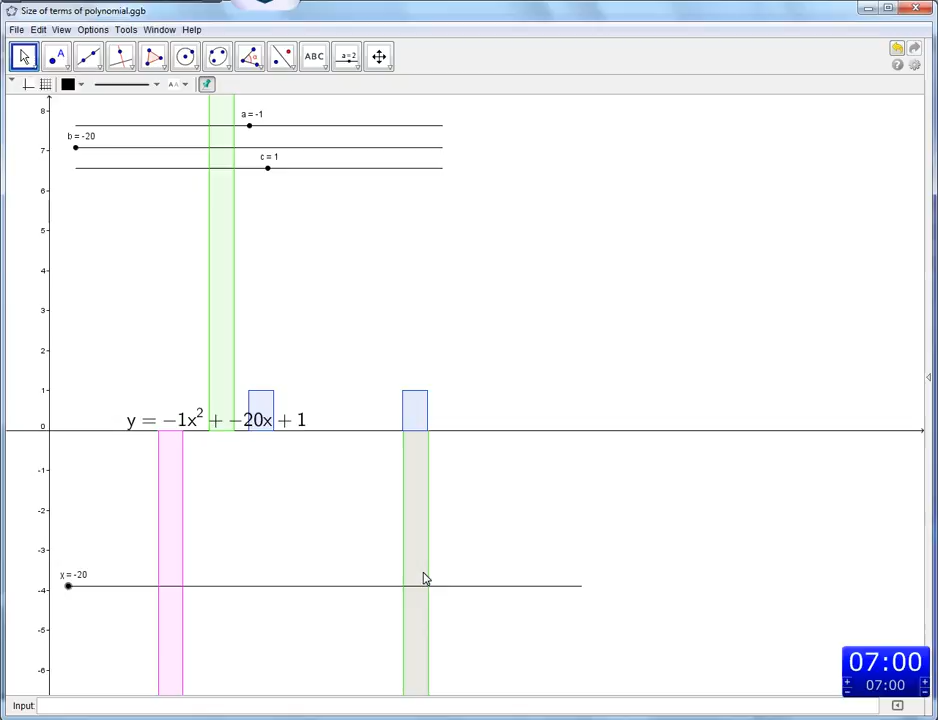 Size of terms of polynomial.ggb
File Edit View Options Tools Window Help
ABC a=2
A A
8
7
6
5
4
3
2
1
0
-1
-2
-3
-4
-5
-6
a = -1
b = -20
c = 1
y = −1x² + −20x + 1
x = -20
07:00
07:00
Input: